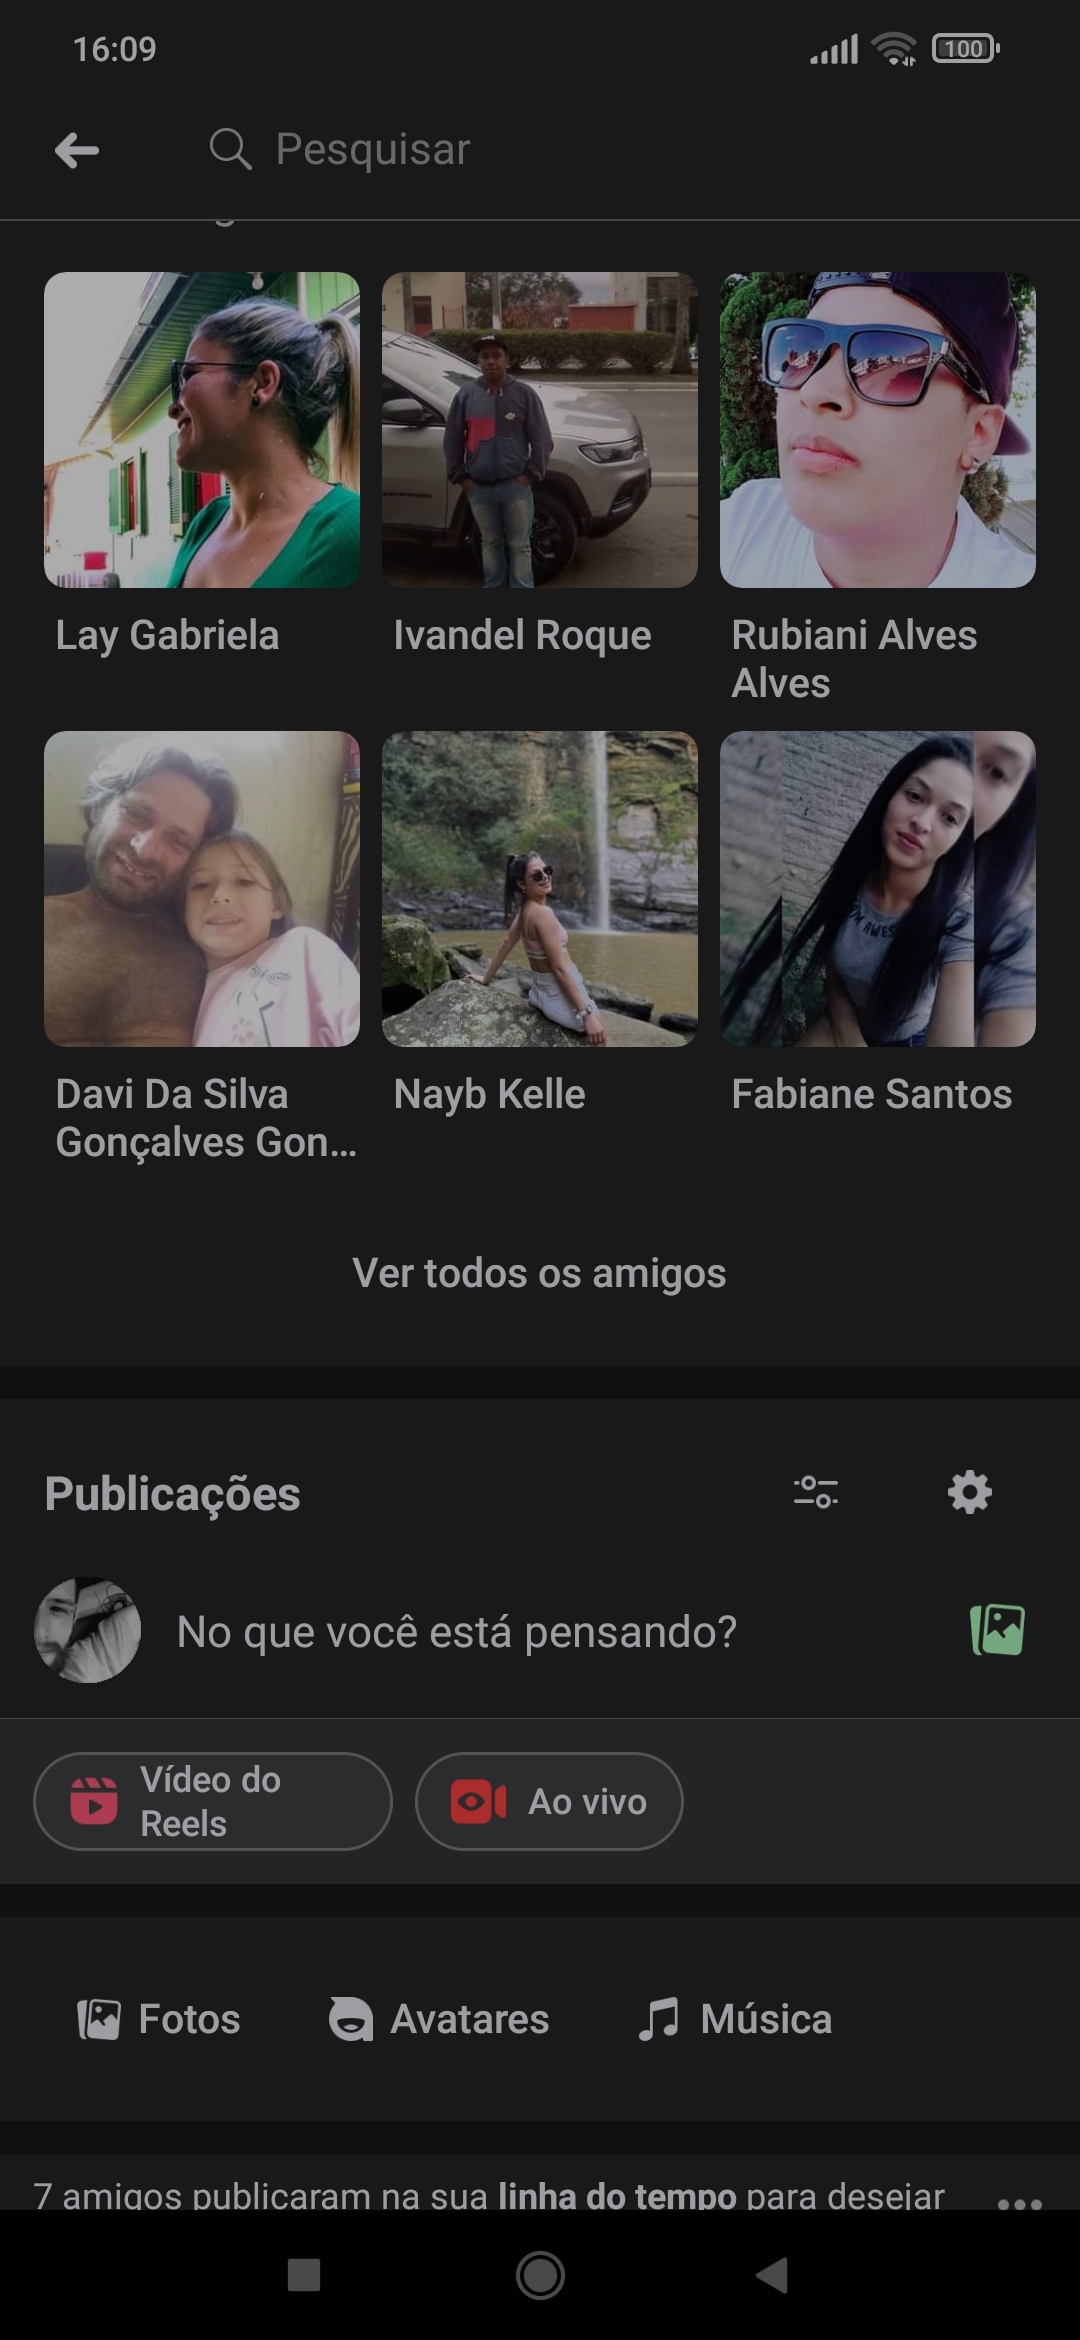 16:09
100
Pesquisar
Lay Gabriela
Ivandel Roque
Rubiani Alves
Alves
Davi Da Silva
Gonçalves Gon...
Nayb Kelle
Fabiane Santos
Ver todos os amigos
Publicações
No que você está pensando?
Vídeo do
Reels
Ao vivo
Fotos
Avatares
Música
7 amigos publicaram na sua linha do tempo para desejar